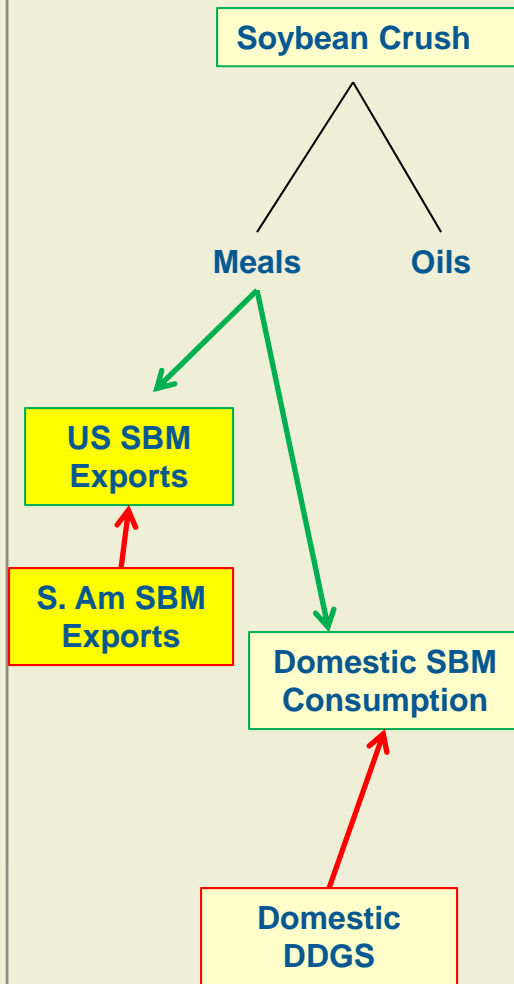 Soybean Crush
Meals
Oils
US SBM
Exports
S. Am SBM
Exports
Domestic SBM
Consumption
Domestic
DDGS